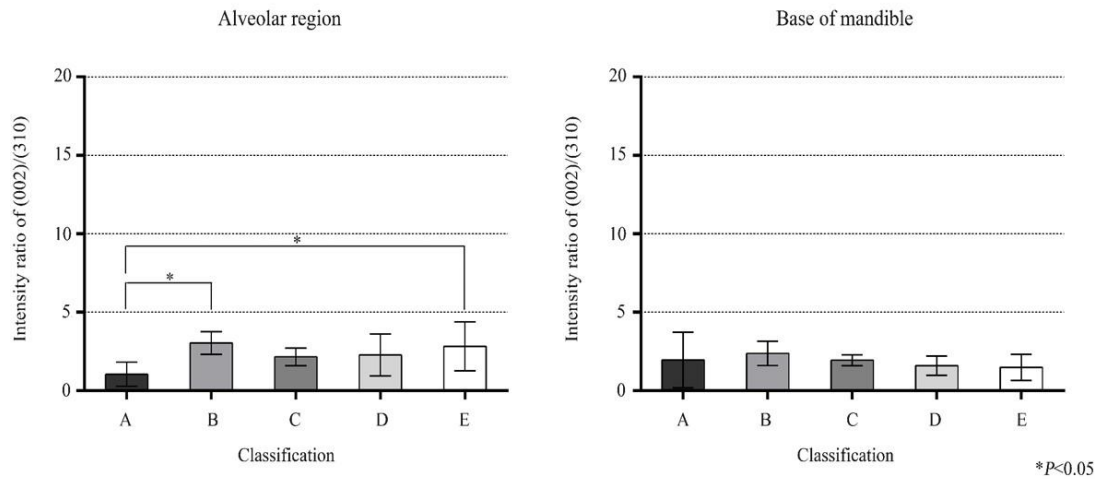 Alveolar region
Intensity ratio of (002)/(310)
20
15
10
5
0
*
*
A B C D E
Classification
Base of mandible
Intensity ratio of (002)/(310)
20
15
10
5
0
A B C D E
Classification
*P<0.05